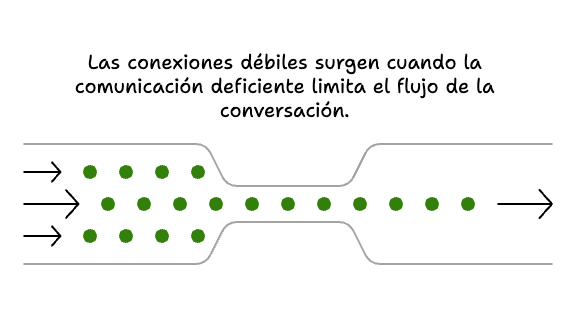 Las conexiones débiles surgen cuando la
comunicación deficiente limita el flujo de la
conversación.